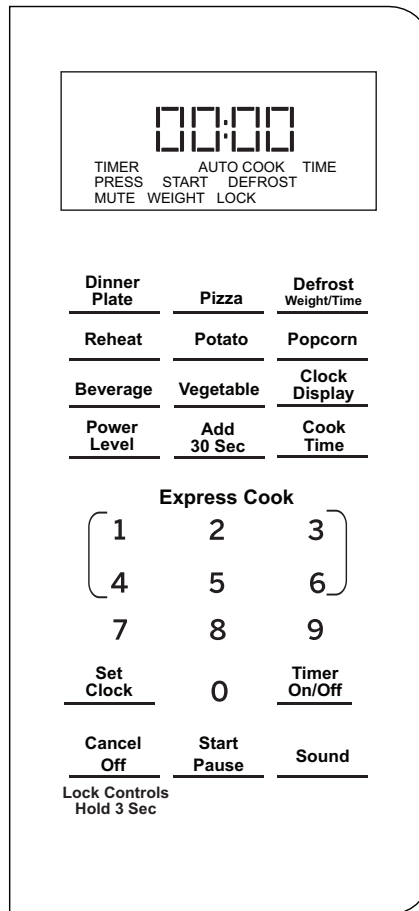 00:00
TIMER AUTO COOK TIME
PRESS START DEFROST
MUTE WEIGHT LOCK
Dinner Plate
Pizza
Defrost Weight/Time
Reheat
Potato
Popcorn
Beverage
Vegetable
Clock Display
Power Level
Add 30 Sec
Cook Time
Express Cook
1 2 3
4 5 6
7 8 9
Set Clock
0
Timer On/Off
Cancel Off
Start Pause
Sound
Lock Controls
Hold 3 Sec